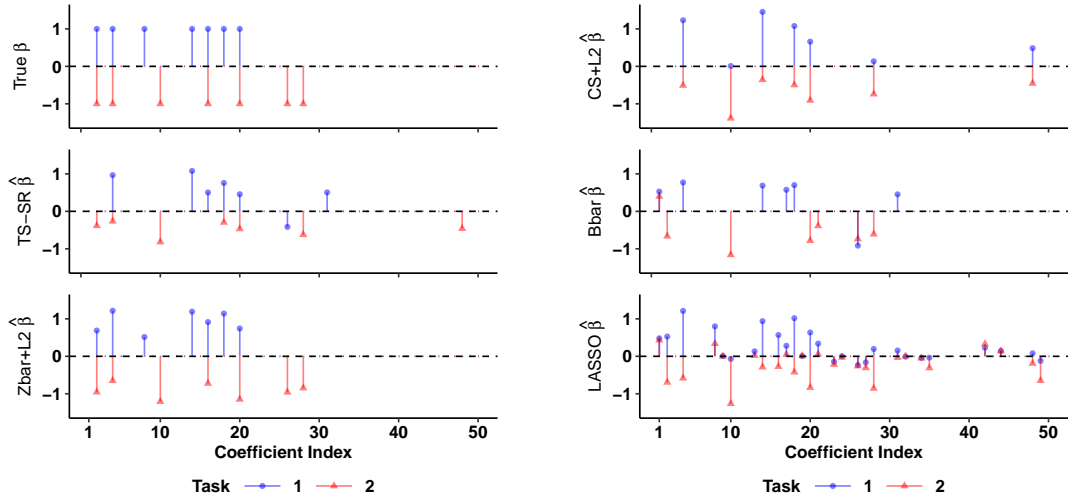 True β
1
0
−1
TS−SR β̂
1
0
−1
Zbar+L2 β̂
1
0
−1
1 10 20 30 40 50
Coefficient Index
Task 1 2
CS+L2 β̂
1
0
−1
Bbar β̂
1
0
−1
LASSO β̂
1
0
−1
1 10 20 30 40 50
Coefficient Index
Task 1 2